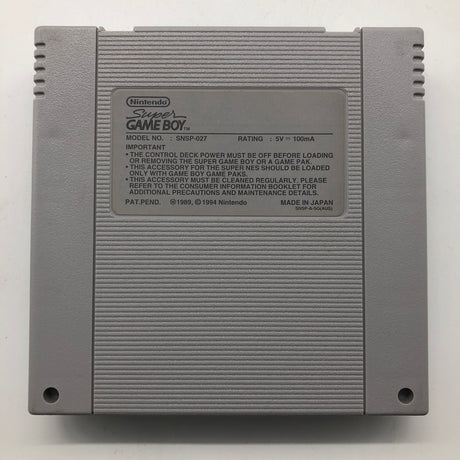 Nintendo
Super
GAME BOY™
MODEL NO. : SNSP-027 RATING : 5V ⎓ 100mA
IMPORTANT
• THE CONTROL DECK POWER MUST BE OFF BEFORE LOADING
OR REMOVING THE SUPER GAME BOY OR A GAME PAK.
• THIS ACCESSORY FOR THE SUPER NES SHOULD BE LOADED
ONLY WITH GAME BOY GAME PAKS.
• THIS ACCESSORY MUST BE CLEANED REGULARLY. PLEASE
REFER TO THE CONSUMER INFORMATION BOOKLET FOR
ADDITIONAL PRECAUTIONS AND MAINTENANCE DETAILS.
PAT.PEND. ℗1989, ©1994 Nintendo MADE IN JAPAN